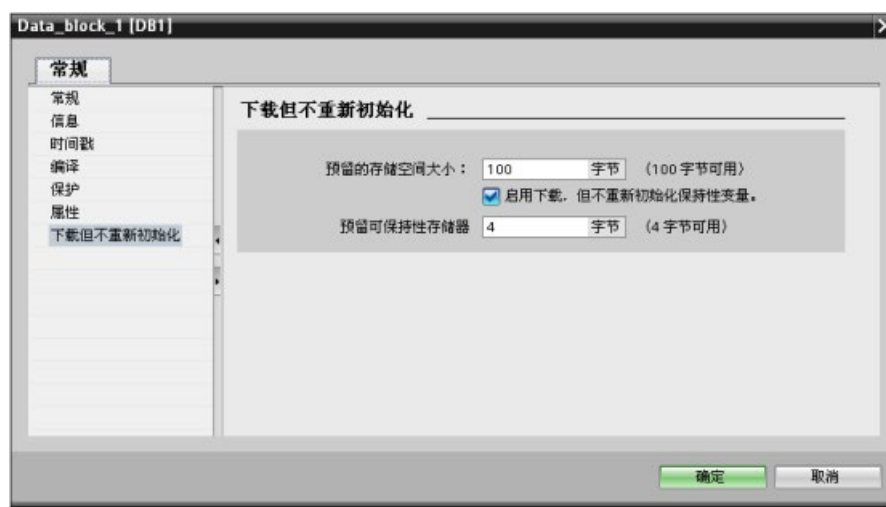 Data_block_1 [DB1]
常规
常规
信息
时间戳
编译
保护
属性
下载但不重新初始化
下载但不重新初始化
预留的存储空间大小： 100 字节 (100 字节可用)
启用下载，但不重新初始化保持性变量。
预留可保持性存储器 4 字节 (4 字节可用)
确定 取消